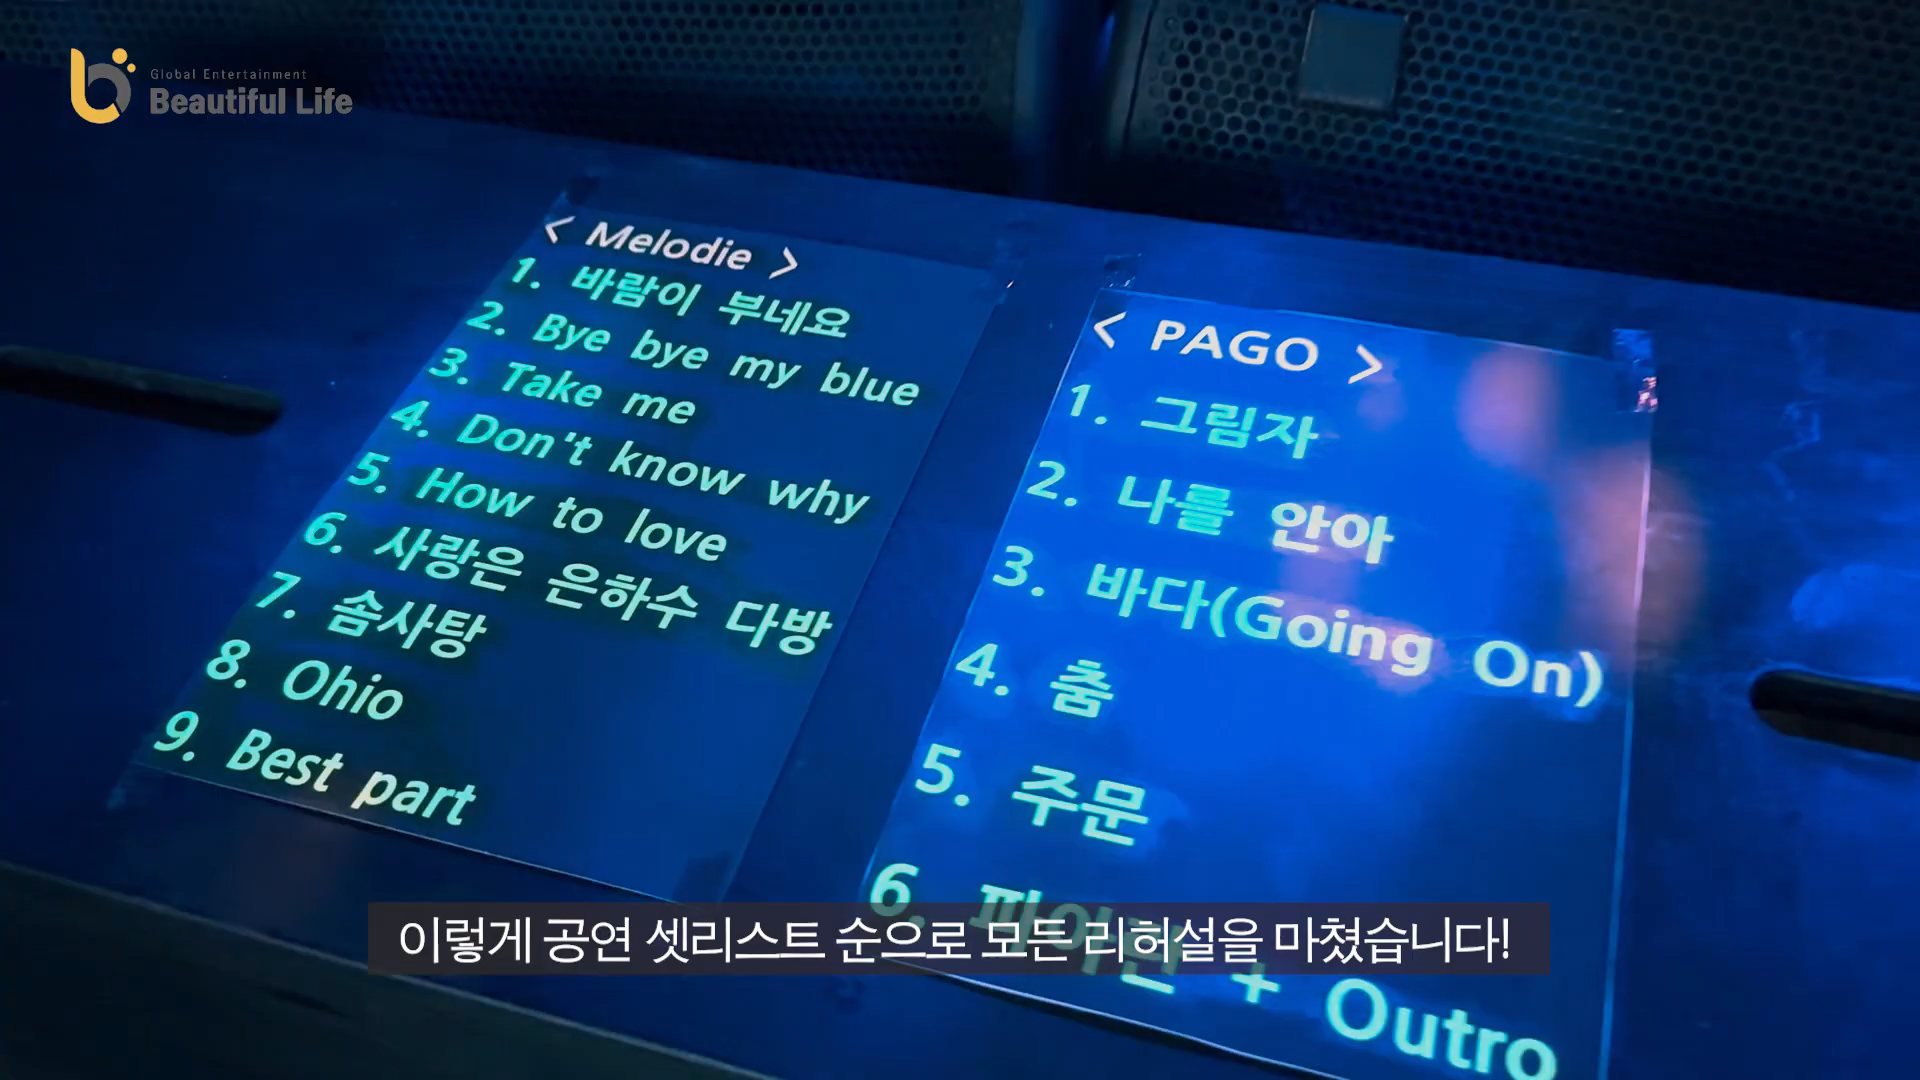 Global Entertainment
Beautiful Life
< Melodie >
1. 바람이 부네요
2. Bye bye my blue
3. Take me
4. Don't know why
5. How to love
6. 사랑은 은하수 다방
7. 솜사탕
8. Ohio
9. Best part
< PAGO >
1. 그림자
2. 나를 안아
3. 바다(Going On)
4. 춤
5. 주문
6. + Outro
이렇게 공연 셋리스트 순으로 모든 리허설을 마쳤습니다!